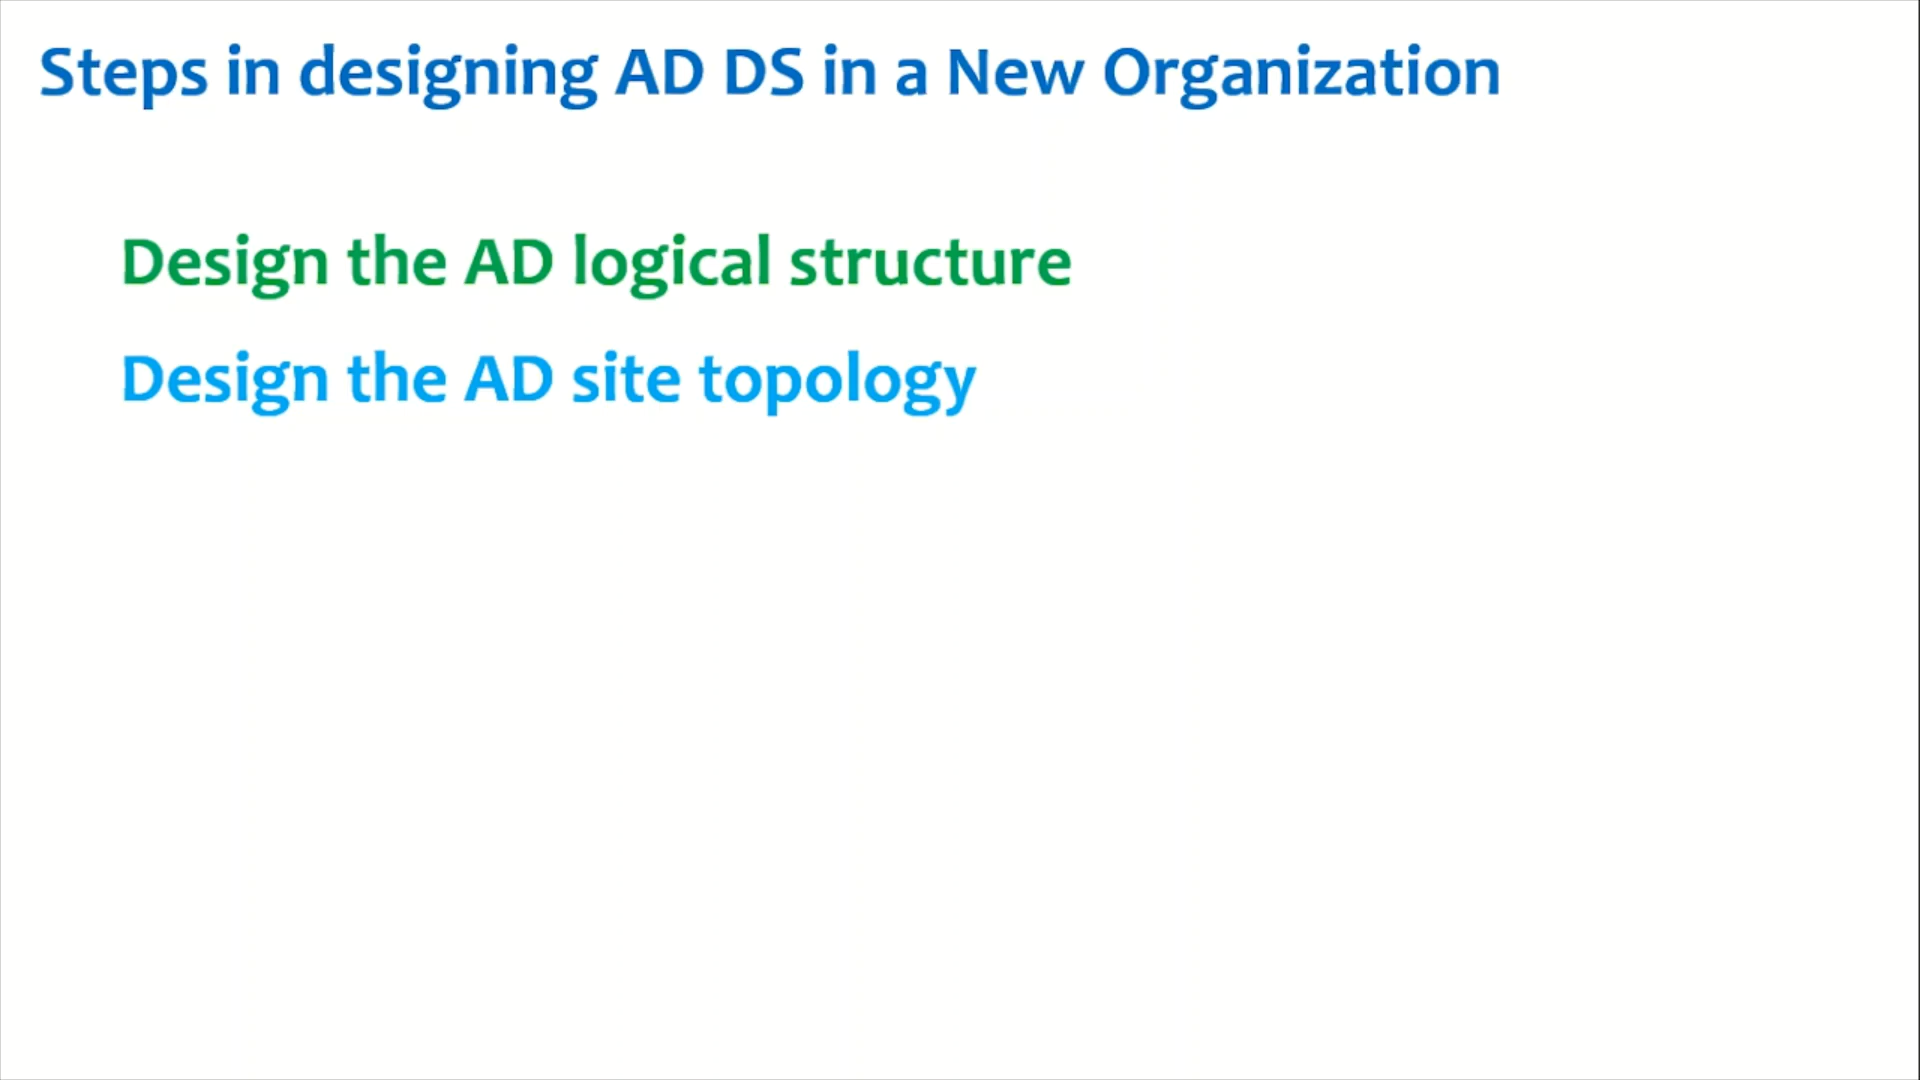 Steps in designing AD DS in a New Organization
Design the AD logical structure
Design the AD site topology